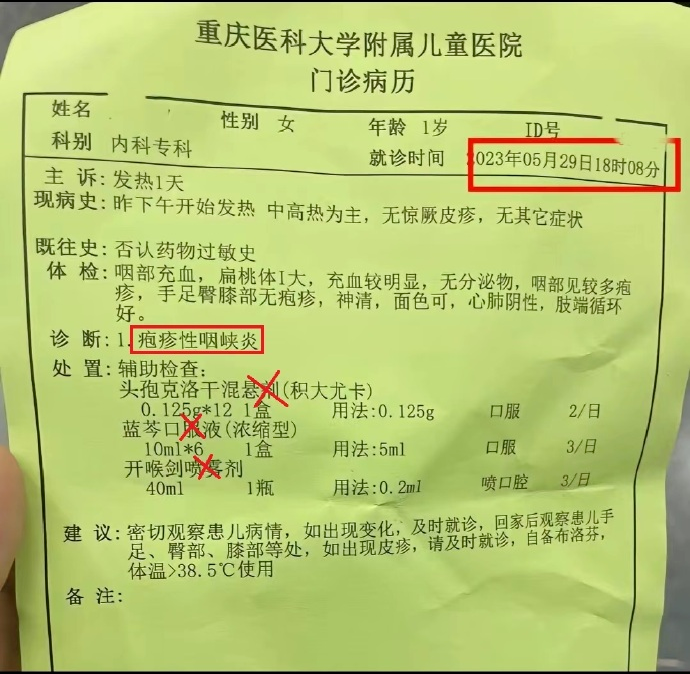 重庆医科大学附属儿童医院
门诊病历
姓名 性别 女 年龄 1岁 ID号
科别 内科专科 就诊时间 2023年05月29日18时08分
主 诉: 发热1天
现病史: 昨下午开始发热 中高热为主, 无惊厥皮疹, 无其它症状
既往史: 否认药物过敏史
体 检: 咽部充血, 扁桃体I大, 充血较明显, 无分泌物, 咽部见较多疱
疹, 手足臀膝部无疱疹, 神清, 面色可, 心肺阴性, 肢端循环
好。
诊 断: 1. 疱疹性咽峡炎
处 置: 辅助检查:
头孢克洛干混悬剂(积大尤卡)
0.125g*12 1盒 用法:0.125g 口服 2/日
蓝芩口服液(浓缩型)
10ml*6 1盒 用法:5ml 口服 3/日
开喉剑喷雾剂
40ml 1瓶 用法:0.2ml 喷口腔 3/日
建 议: 密切观察患儿病情, 如出现变化, 及时就诊, 回家后观察患儿手
足、臀部、膝部等处, 如出现皮疹, 请及时就诊, 自备布洛芬,
体温>38.5℃使用
备 注: